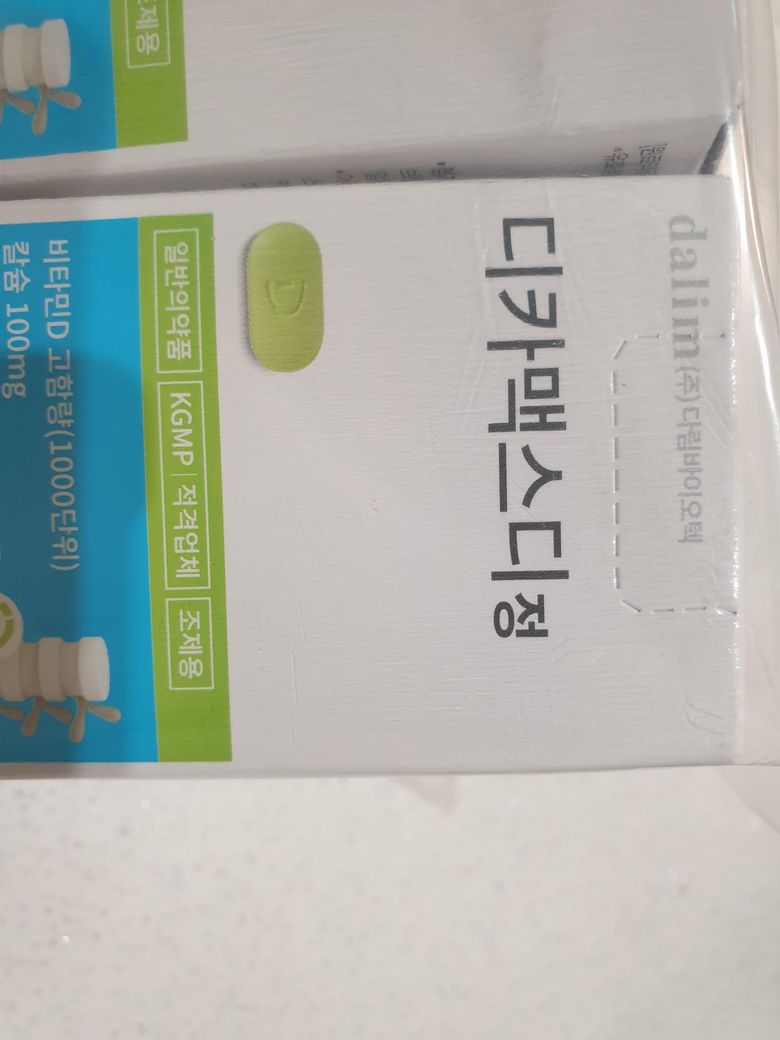 dalim (주)다림바이오텍
디카맥스디정
일반의약품 KGMP 적격업체 조제용
비타민D 고함량(1000단위)
칼슘 100mg
조제용